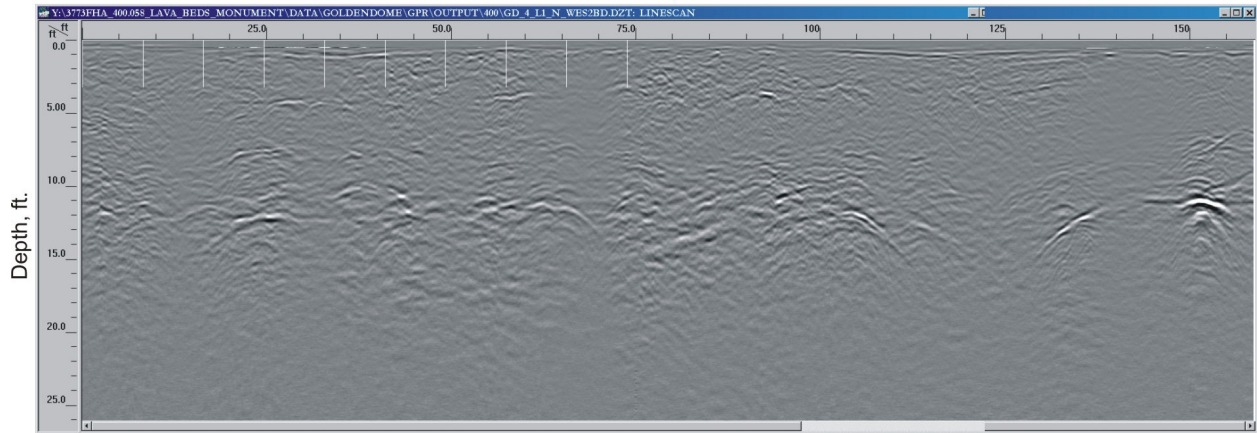 Y:\3773FHA_400.058_LAVA_BEDS_MONUMENT\DATA\GOLDENDOME\GPR\OUTPUT\400\GD_4_L1_N_WES2BD.DZT: LINESCAN
ft / ft 25.0 50.0 75.0 100 125 150
0.0
5.00
10.0
15.0
20.0
25.0
Depth, ft.